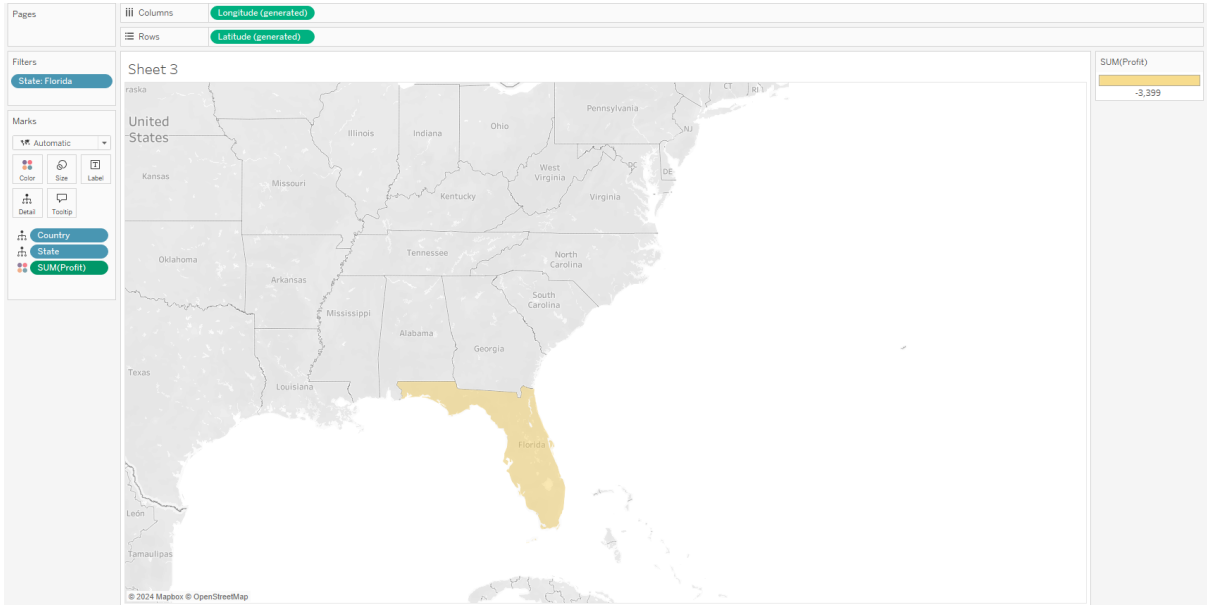 Pages
Columns
Longitude (generated)
Rows
Latitude (generated)
Filters
State: Florida
Marks
Automatic
Color
Size
Label
Detail
Tooltip
Country
State
SUM(Profit)
Sheet 3
raska
United
States
Illinois
Indiana
Ohio
Pennsylvania
CT
RI
NJ
Kansas
Missouri
Kentucky
West
Virginia
DC
DE
Virginia
Oklahoma
Arkansas
Tennessee
North
Carolina
South
Carolina
Mississippi
Alabama
Georgia
Texas
Louisiana
Florida
León
Tamaulipas
© 2024 Mapbox © OpenStreetMap
SUM(Profit)
-3,399